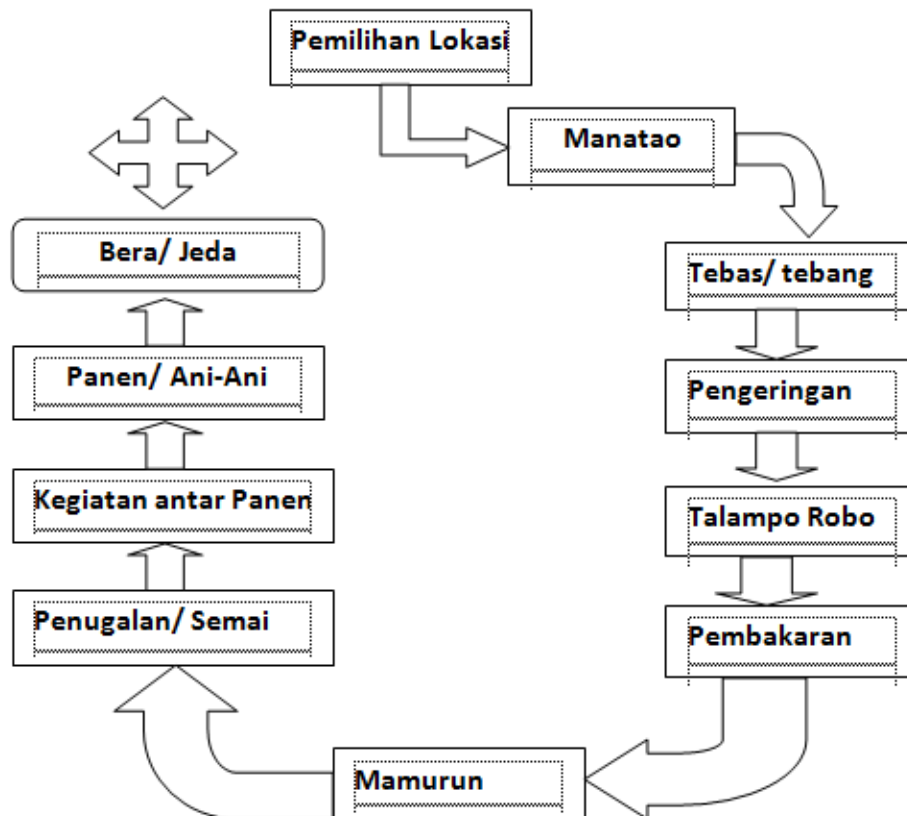 Pemilihan Lokasi
Manatao
Tebas/ tebang
Pengeringan
Talampo Robo
Pembakaran
Mamurun
Penugalan/ Semai
Kegiatan antar Panen
Panen/ Ani-Ani
Bera/ Jeda